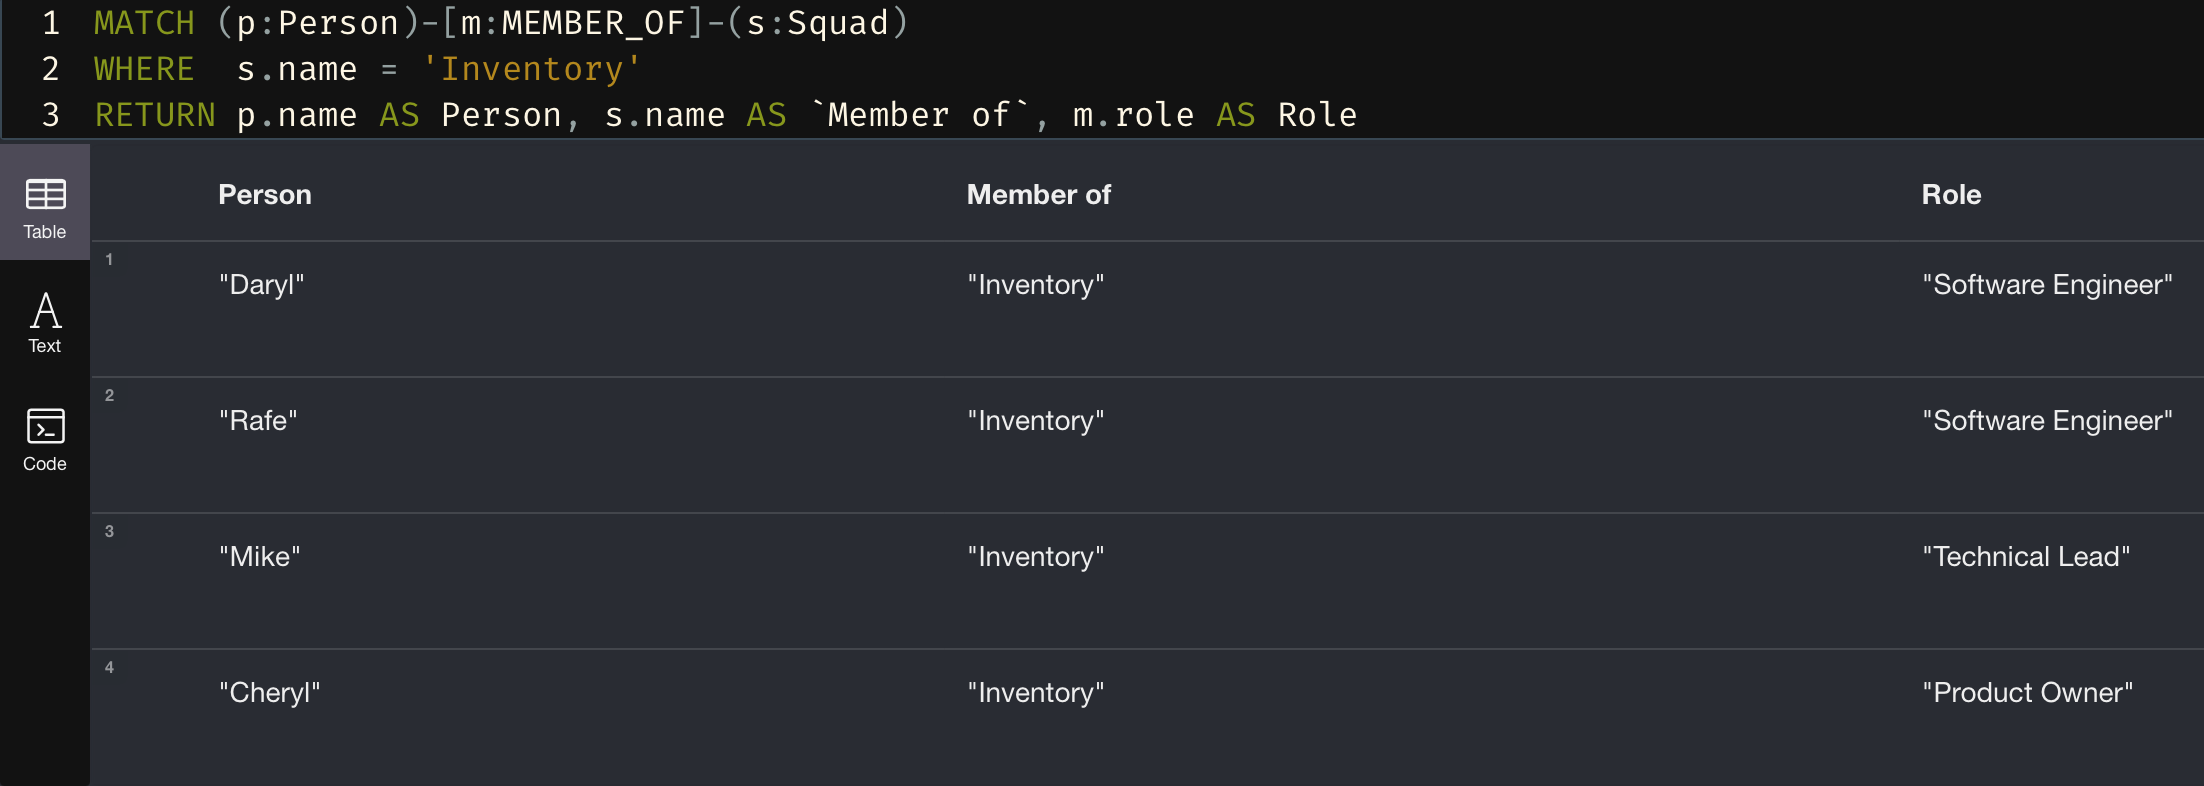 1 MATCH (p:Person)-[m:MEMBER_OF]-(s:Squad)
2 WHERE  s.name = 'Inventory'
3 RETURN p.name AS Person, s.name AS `Member of`, m.role AS Role
Table
Text
Code
Person Member of Role
1 "Daryl" "Inventory" "Software Engineer"
2 "Rafe" "Inventory" "Software Engineer"
3 "Mike" "Inventory" "Technical Lead"
4 "Cheryl" "Inventory" "Product Owner"